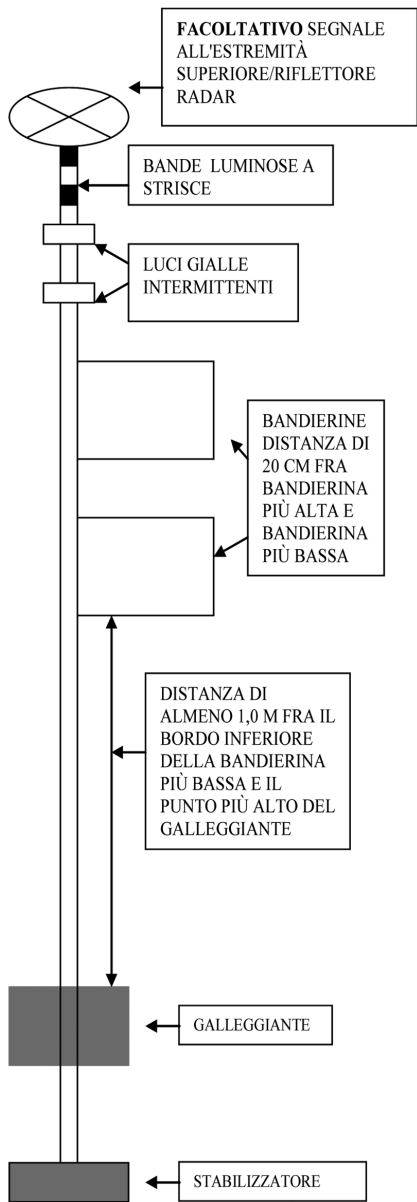 FACOLTATIVO SEGNALE
ALL'ESTREMITÀ
SUPERIORE/RIFLETTORE
RADAR
BANDE LUMINOSE A
STRISCE
LUCI GIALLE
INTERMITTENTI
BANDIERINE
DISTANZA DI
20 CM FRA
BANDIERINA
PIÙ ALTA E
BANDIERINA
PIÙ BASSA
DISTANZA DI
ALMENO 1,0 M FRA IL
BORDO INFERIORE
DELLA BANDIERINA
PIÙ BASSA E IL
PUNTO PIÙ ALTO DEL
GALLEGGIANTE
GALLEGGIANTE
STABILIZZATORE